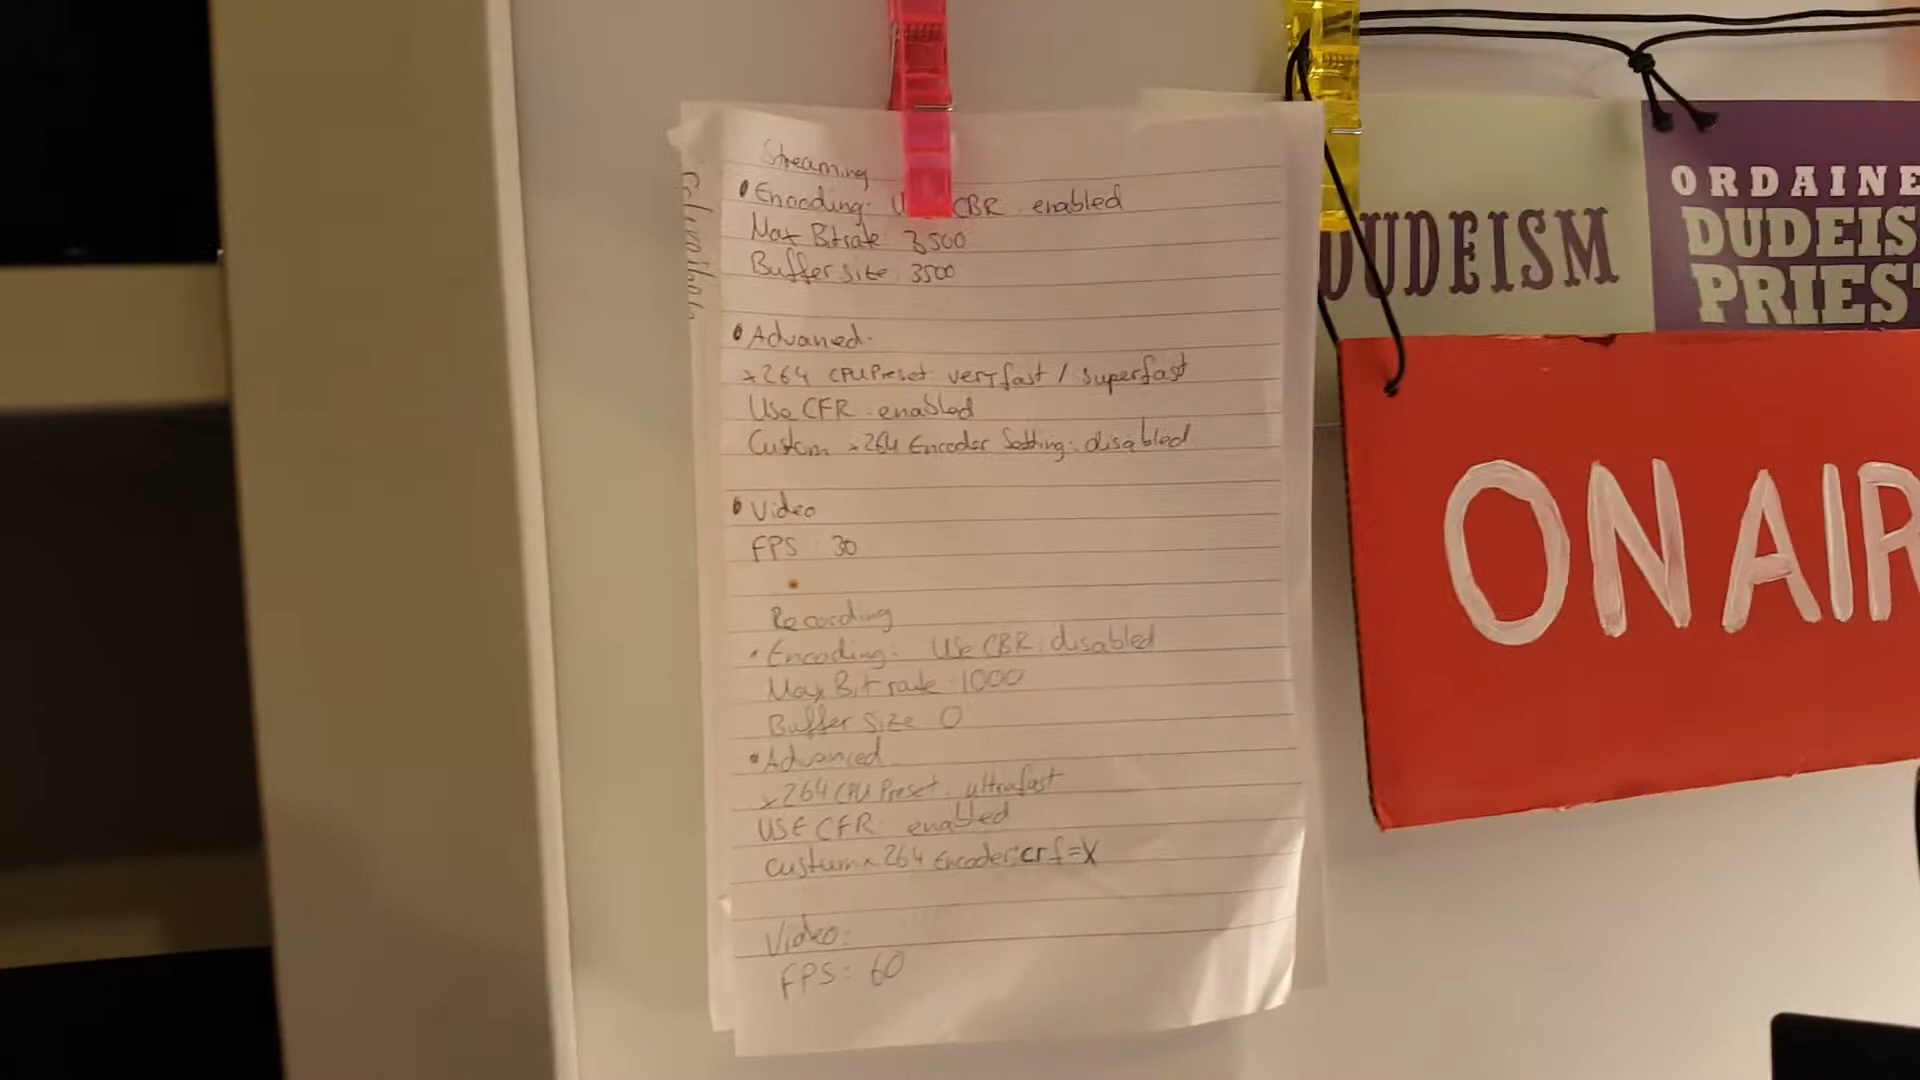 Streaming
• Encoding: U CBR enabled
Max Bitrate 3500
Buffer size: 3500
• Advaned.
x264 CPU Preset: veryfast / superfast
Use CFR: enabled
Custom x264 Encoder Setting: disabled
• Video
FPS : 30
Recording
• Encoding: Use CBR: disabled
Max Bit rate: 1000
Buffer Size 0
• Advanced
x264 CPU Preset: ultrafast
USE CFR: enabled
custum x264 Encoder: crf=X
Video:
FPS: 60
DUDEISM
ORDAINE
DUDEIS
PRIEST
ON AIR